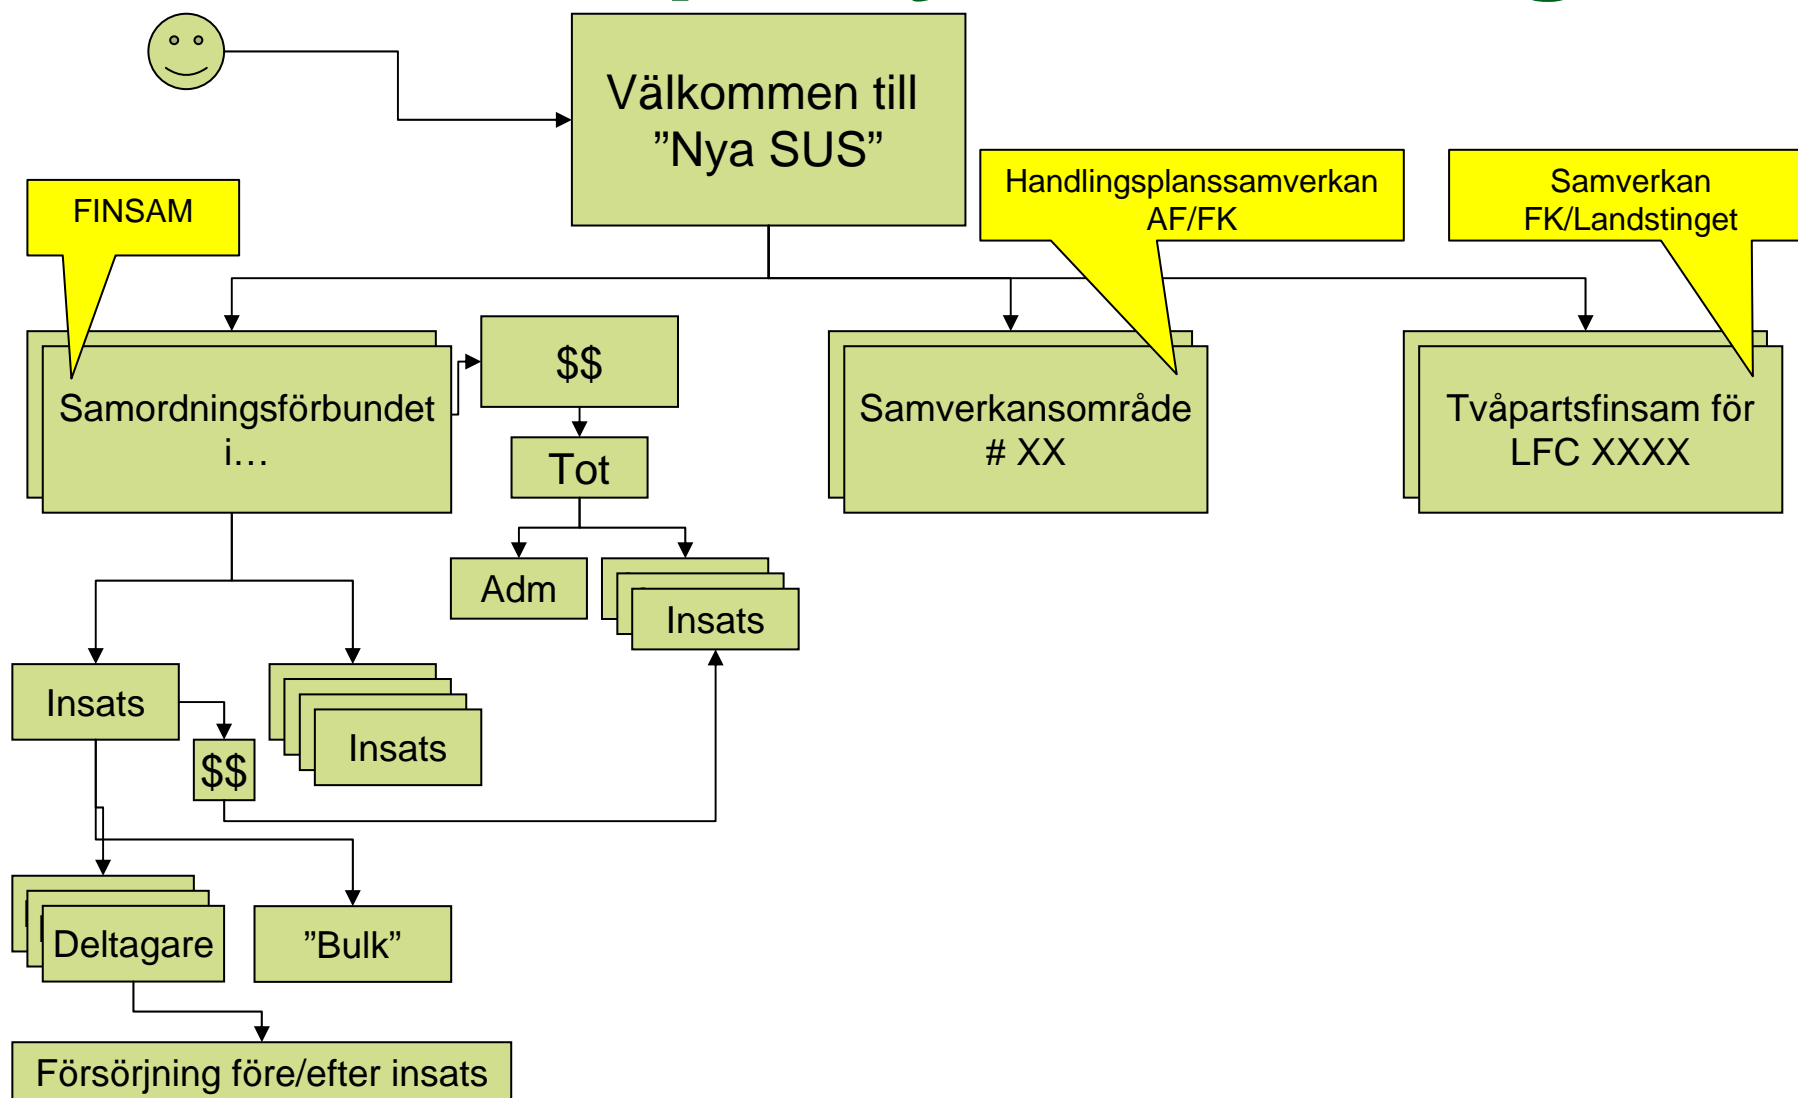 Välkommen till
”Nya SUS”
FINSAM
Handlingsplanssamverkan
AF/FK
Samverkan
FK/Landstinget
$$
Samordningsförbundet
i…
Samverkansområde
# XX
Tvåpartsfinsam för
LFC XXXX
Tot
Adm
Insats
Insats
Insats
$$
Deltagare
”Bulk”
Försörjning före/efter insats